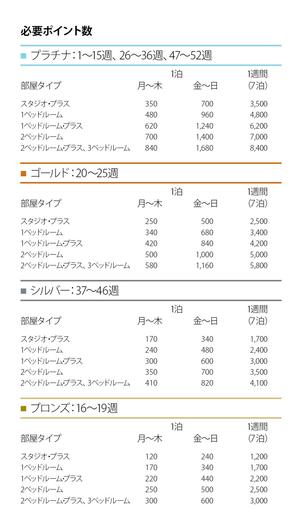 必要ポイント数
プラチナ：1〜15週、26〜36週、47〜52週
1泊 1週間
部屋タイプ 月〜木 金〜日 (7泊)
スタジオ・プラス 350 700 3,500
1ベッドルーム 480 960 4,800
1ベッドルーム・プラス 620 1,240 6,200
2ベッドルーム 700 1,400 7,000
2ベッドルーム・プラス、3ベッドルーム 840 1,680 8,400
ゴールド：20〜25週
1泊 1週間
部屋タイプ 月〜木 金〜日 (7泊)
スタジオ・プラス 250 500 2,500
1ベッドルーム 340 680 3,400
1ベッドルーム・プラス 420 840 4,200
2ベッドルーム 500 1,000 5,000
2ベッドルーム・プラス、3ベッドルーム 580 1,160 5,800
シルバー：37〜46週
1泊 1週間
部屋タイプ 月〜木 金〜日 (7泊)
スタジオ・プラス 170 340 1,700
1ベッドルーム 240 480 2,400
1ベッドルーム・プラス 300 600 3,000
2ベッドルーム 350 700 3,500
2ベッドルーム・プラス、3ベッドルーム 410 820 4,100
ブロンズ：16〜19週
1泊 1週間
部屋タイプ 月〜木 金〜日 (7泊)
スタジオ・プラス 120 240 1,200
1ベッドルーム 170 340 1,700
1ベッドルーム・プラス 220 440 2,200
2ベッドルーム 250 500 2,500
2ベッドルーム・プラス、3ベッドルーム 300 600 3,000